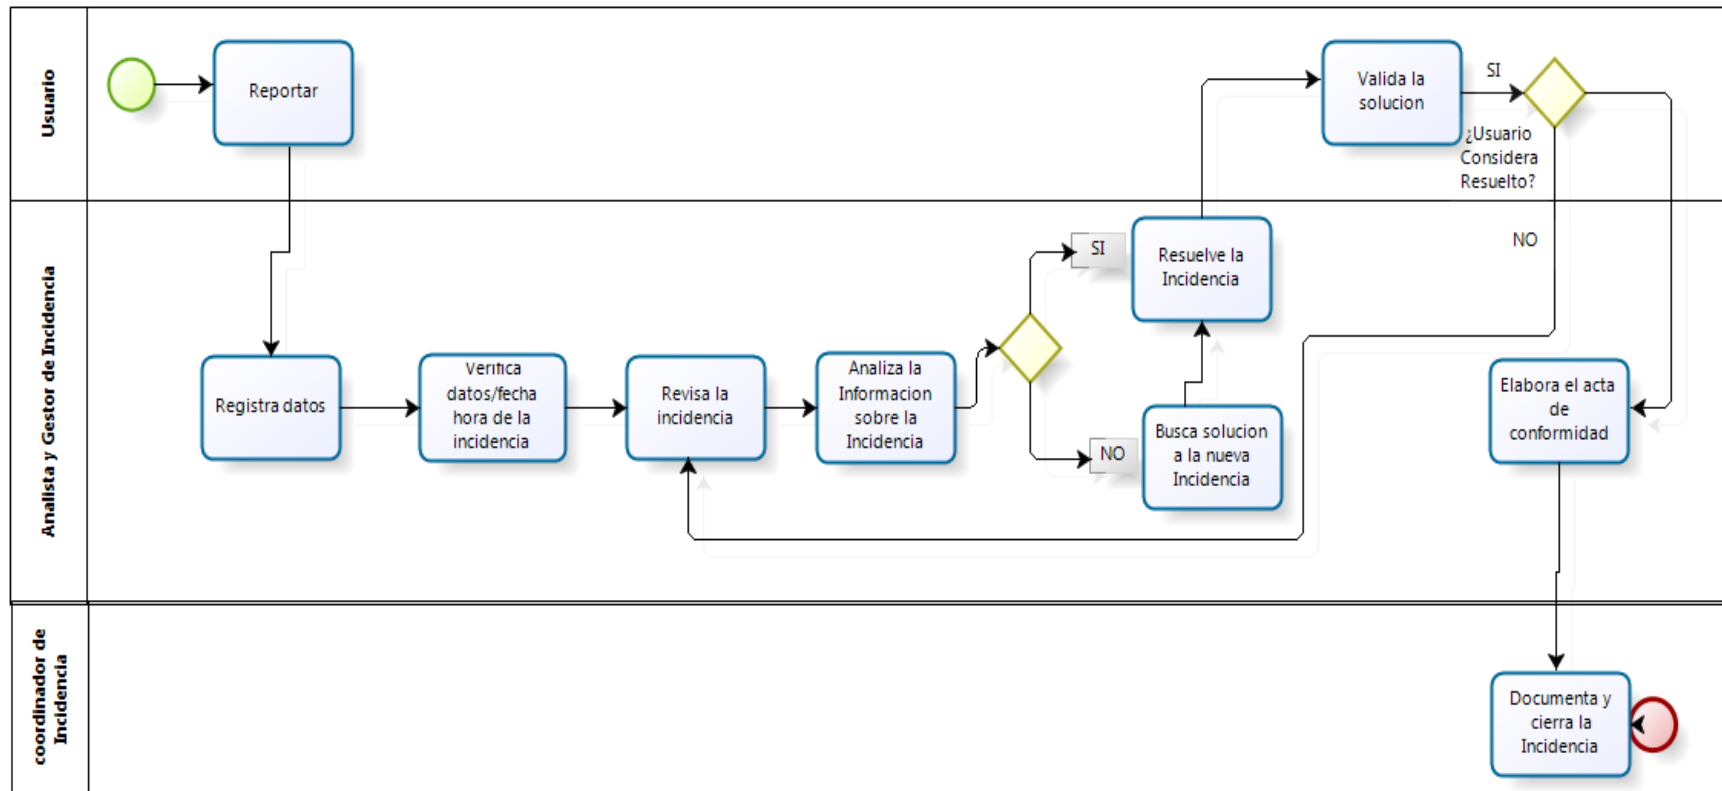 Usuario
Reportar
Valida la
solucion
SI
¿Usuario
Considera
Resuelto?
NO
Analista y Gestor de Incidencia
Registra datos
Verifica
datos/fecha
hora de la
incidencia
Revisa la
incidencia
Analiza la
Informacion
sobre la
Incidencia
SI
NO
Resuelve la
Incidencia
Busca solucion
a la nueva
Incidencia
Elabora el acta
de
conformidad
coordinador de
Incidencia
Documenta y
cierra la
Incidencia